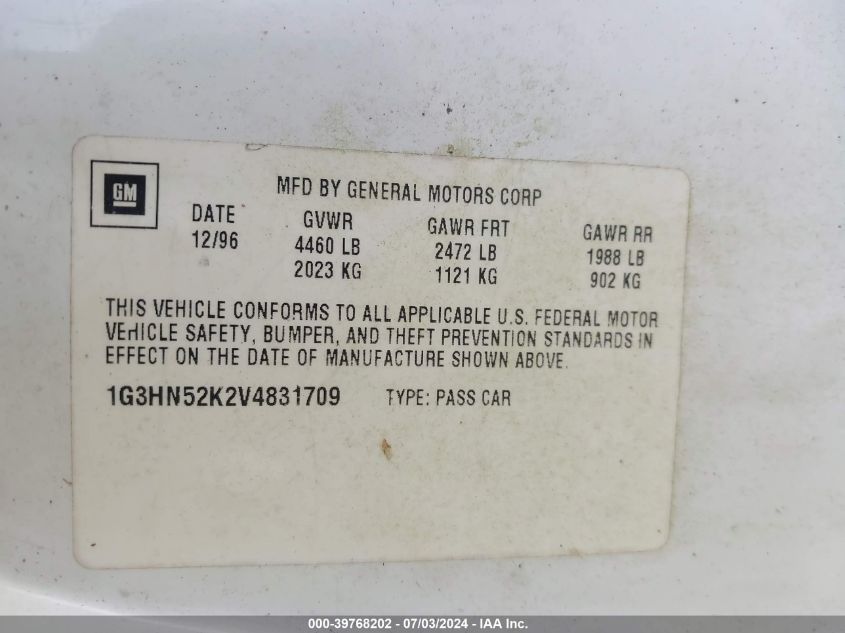 GM
MFD BY GENERAL MOTORS CORP
DATE GVWR GAWR FRT GAWR RR
12/96 4460 LB 2472 LB 1988 LB
2023 KG 1121 KG 902 KG
THIS VEHICLE CONFORMS TO ALL APPLICABLE U.S. FEDERAL MOTOR
VEHICLE SAFETY, BUMPER, AND THEFT PREVENTION STANDARDS IN
EFFECT ON THE DATE OF MANUFACTURE SHOWN ABOVE.
1G3HN52K2V4831709 TYPE: PASS CAR
000-39768202 - 07/03/2024 - IAA Inc.